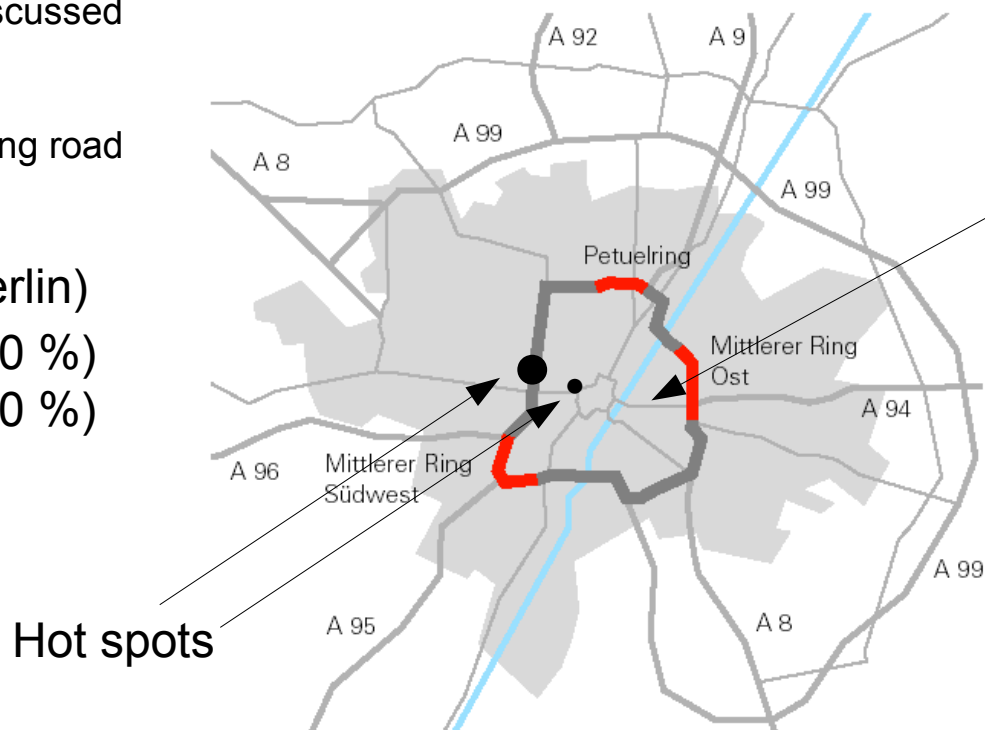 scussed
ng road
erlin)
0 %)
0 %)
Hot spots
A 92
A 9
A 99
A 8
A 99
Petuelring
Mittlerer Ring
Ost
A 94
A 96
Mittlerer Ring
Südwest
A 99
A 95
A 8